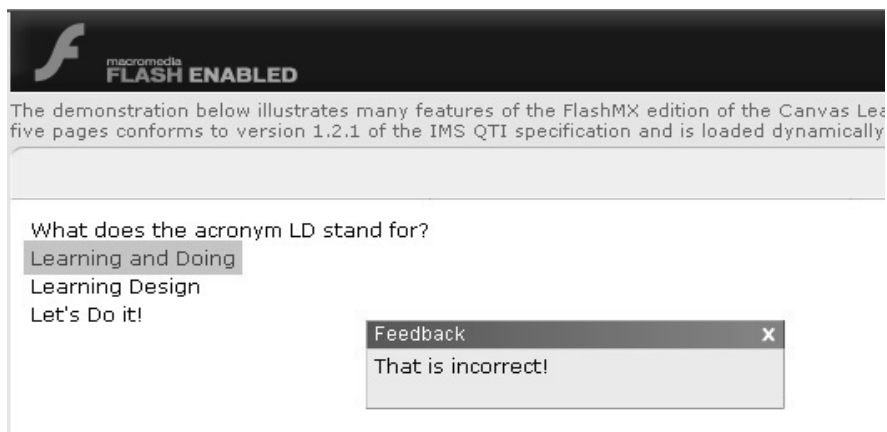 macromedia
FLASH ENABLED
The demonstration below illustrates many features of the FlashMX edition of the Canvas
five pages conforms to version 1.2.1 of the IMS QTI specification and is loaded dynamically
What does the acronym LD stand for?
Learning and Doing
Learning Design
Let's Do it!
Feedback X
That is incorrect!